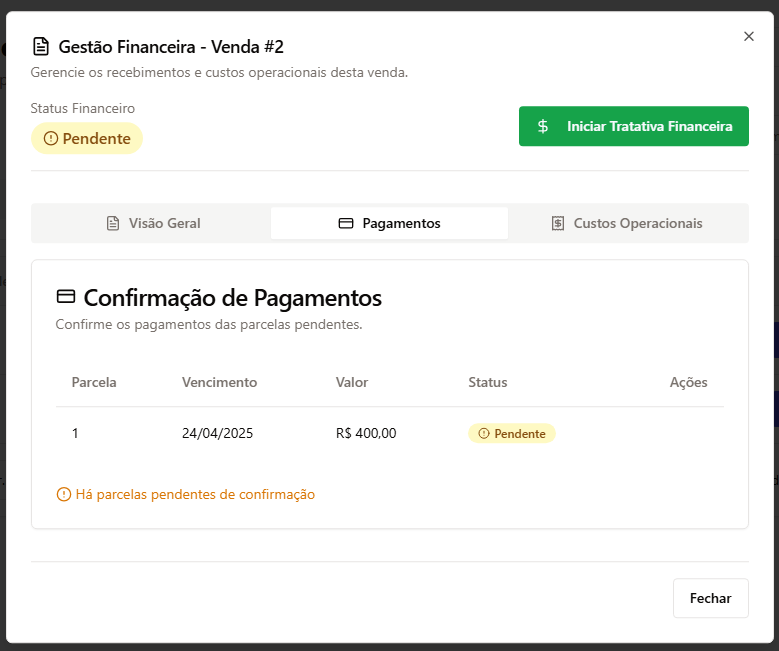 Gestão Financeira - Venda #2
Gerencie os recebimentos e custos operacionais desta venda.
Status Financeiro
Pendente
Iniciar Tratativa Financeira
Visão Geral
Pagamentos
Custos Operacionais
Confirmação de Pagamentos
Confirme os pagamentos das parcelas pendentes.
Parcela Vencimento Valor Status Ações
1 24/04/2025 R$ 400,00 Pendente
Há parcelas pendentes de confirmação
Fechar